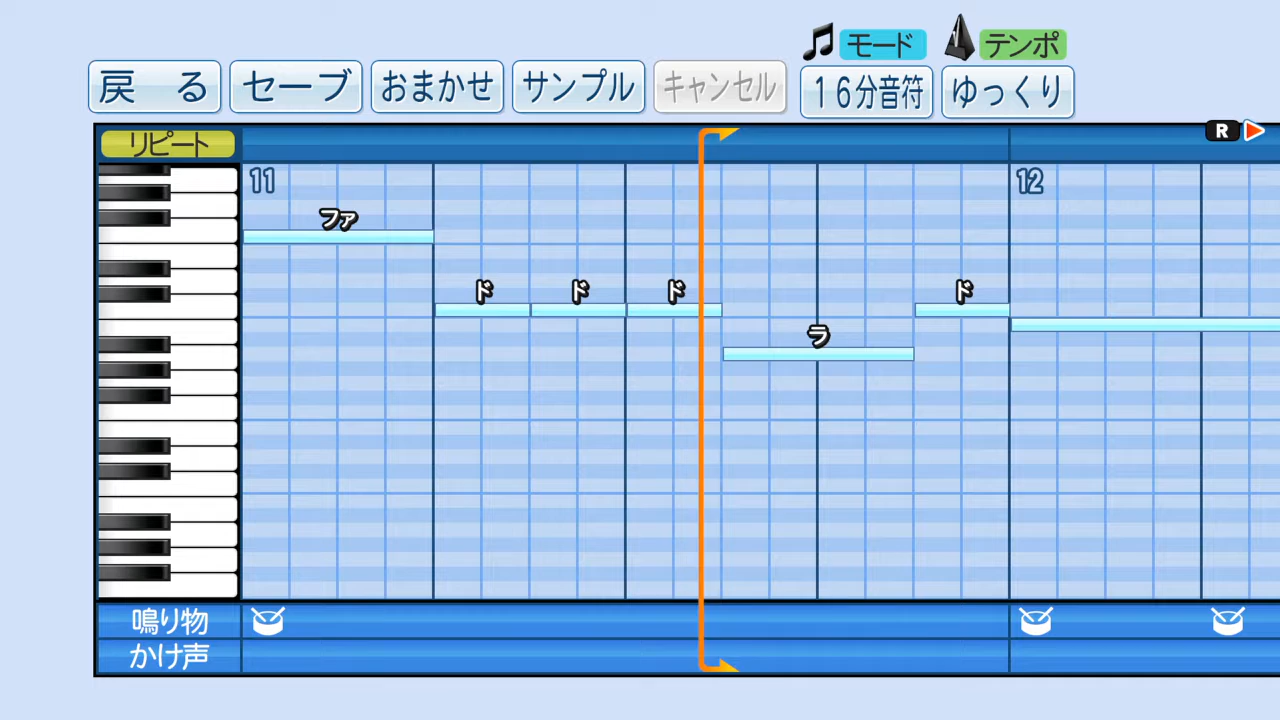 モード テンポ
戻る セーブ おまかせ サンプル キャンセル 16分音符 ゆっくり
リピート R
11 12
ファ
ド ド ド ド
ラ
鳴り物
かけ声